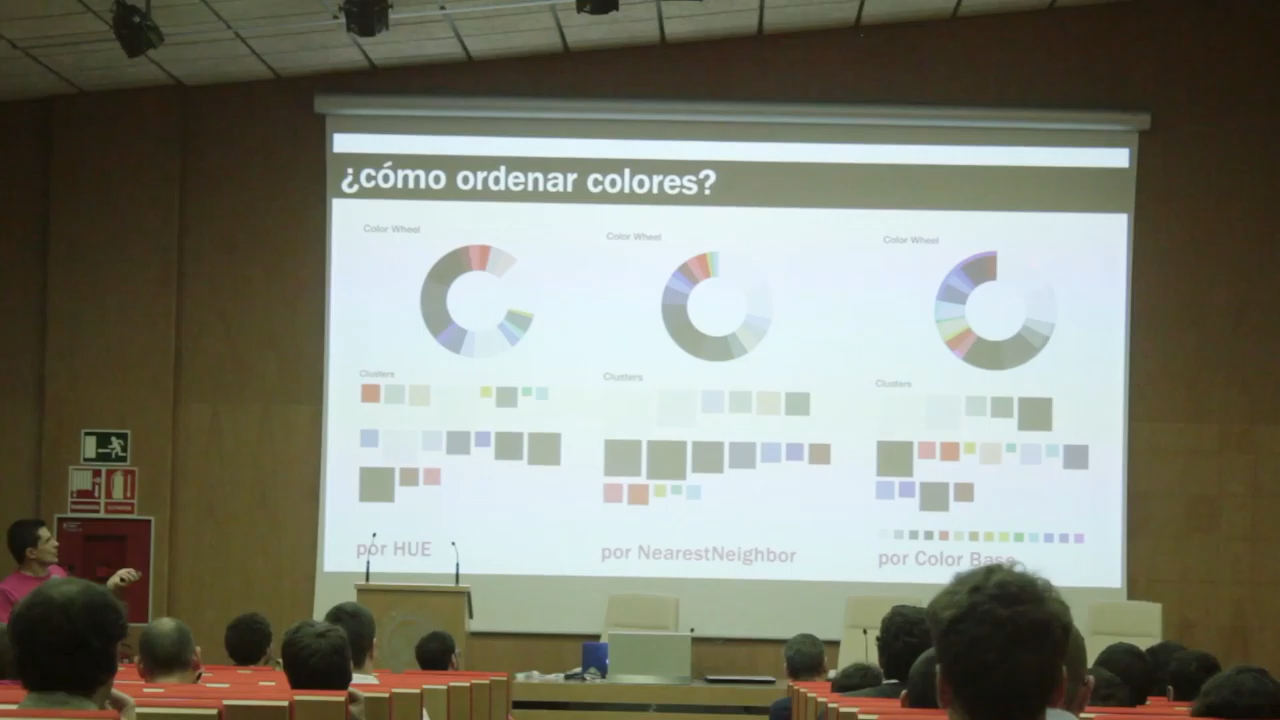 ¿cómo ordenar colores?
Color Wheel
Color Wheel
Color Wheel
Clusters
Clusters
Clusters
por HUE
por NearestNeighbor
por Color Base